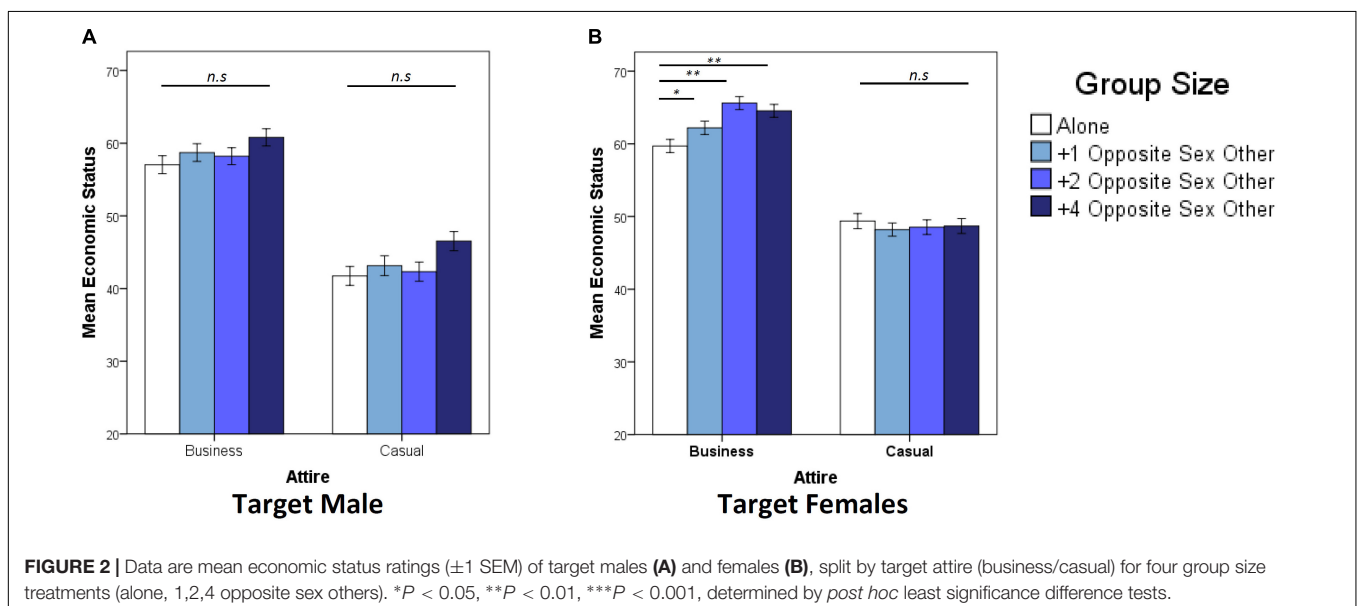 A
Mean Economic Status
70
60
50
40
30
20
n.s
n.s
Business
Casual
Attire
Target Male
B
Mean Economic Status
70
60
50
40
30
20
**
**
*
n.s
Business
Casual
Attire
Target Females
Group Size
Alone
+1 Opposite Sex Other
+2 Opposite Sex Other
+4 Opposite Sex Other
FIGURE 2 | Data are mean economic status ratings (±1 SEM) of target males (A) and females (B), split by target attire (business/casual) for four group size
treatments (alone, 1,2,4 opposite sex others). *P < 0.05, **P < 0.01, ***P < 0.001, determined by post hoc least significance difference tests.